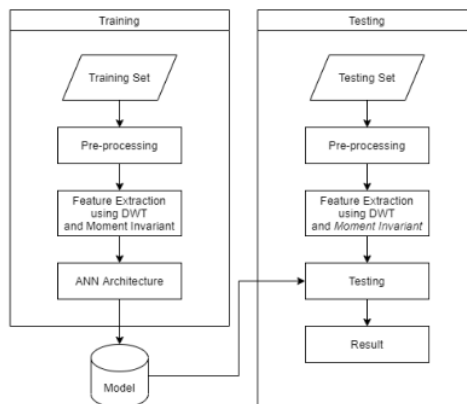 Training
Training Set
Pre-processing
Feature Extraction
using DWT
and Moment Invariant
ANN Architecture
Model
Testing
Testing Set
Pre-processing
Feature Extraction
using DWT
and Moment Invariant
Testing
Result